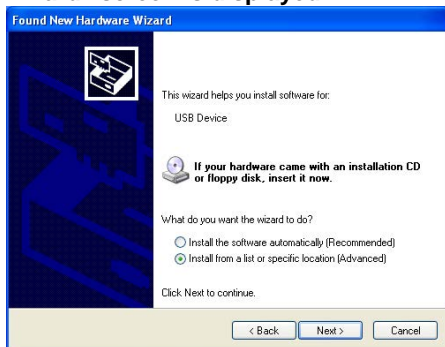 Found New Hardware Wizard
This wizard helps you install software for:
USB Device
If your hardware came with an installation CD
or floppy disk, insert it now.
What do you want the wizard to do?
Install the software automatically (Recommended)
Install from a list or specific location (Advanced)
Click Next to continue.
< Back Next > Cancel